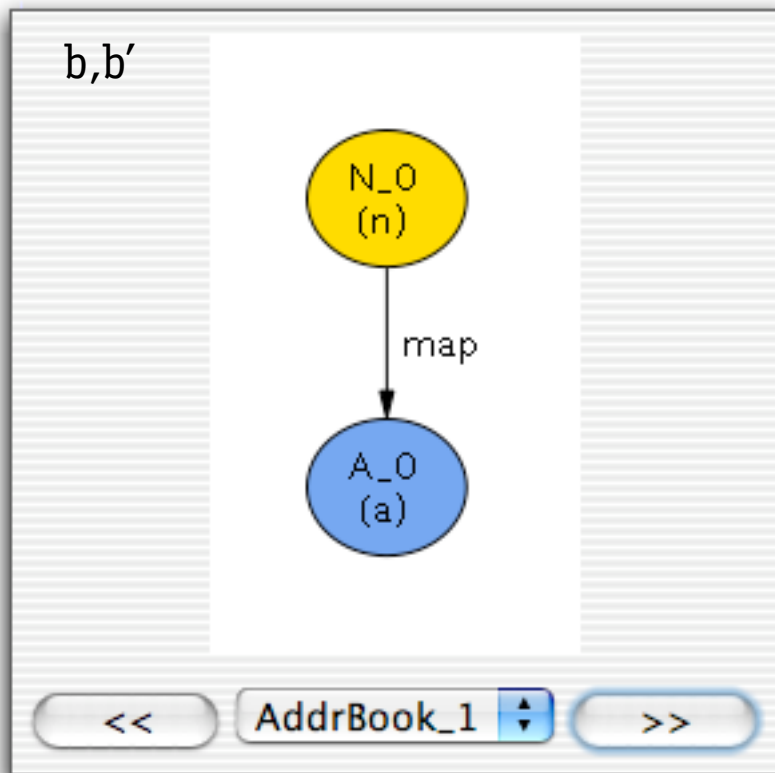 b,b′
N_0
(n)
map
A_0
(a)
<< AddrBook_1 >>